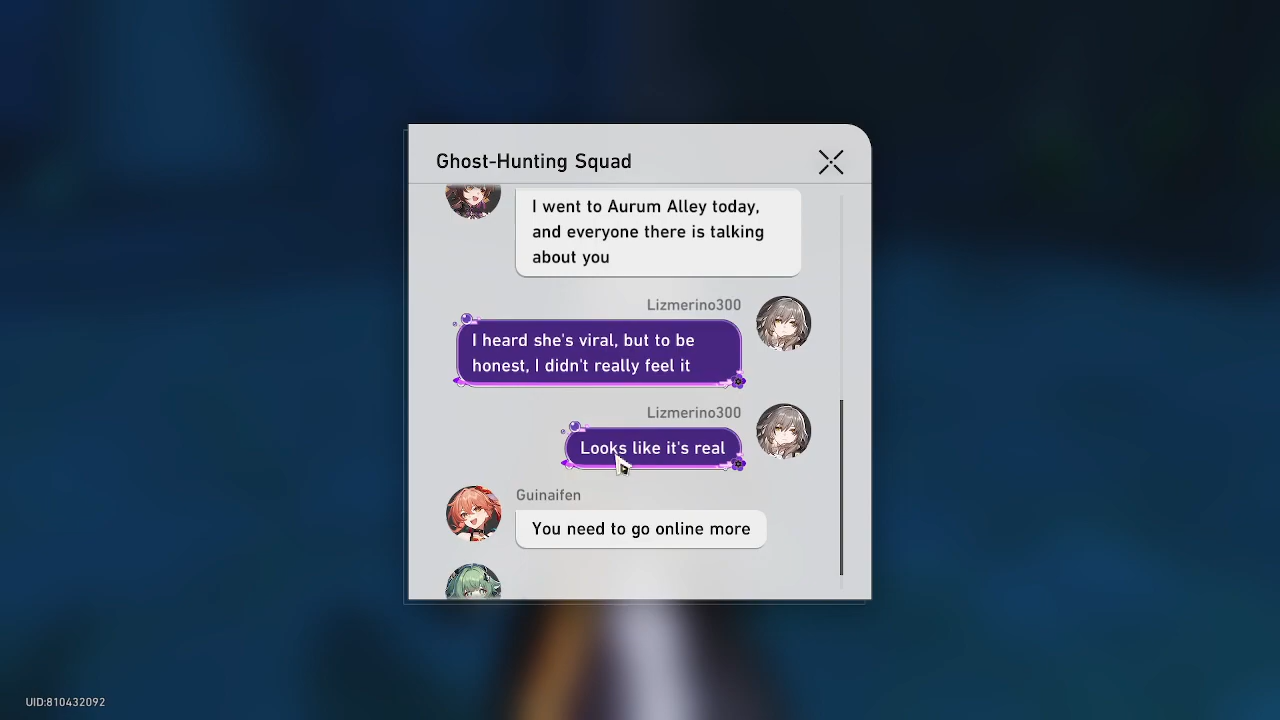 Ghost-Hunting Squad
I went to Aurum Alley today,
and everyone there is talking
about you
Lizmerino300
I heard she's viral, but to be
honest, I didn't really feel it
Lizmerino300
Looks like it's real
Guinaifen
You need to go online more
UID:810432092